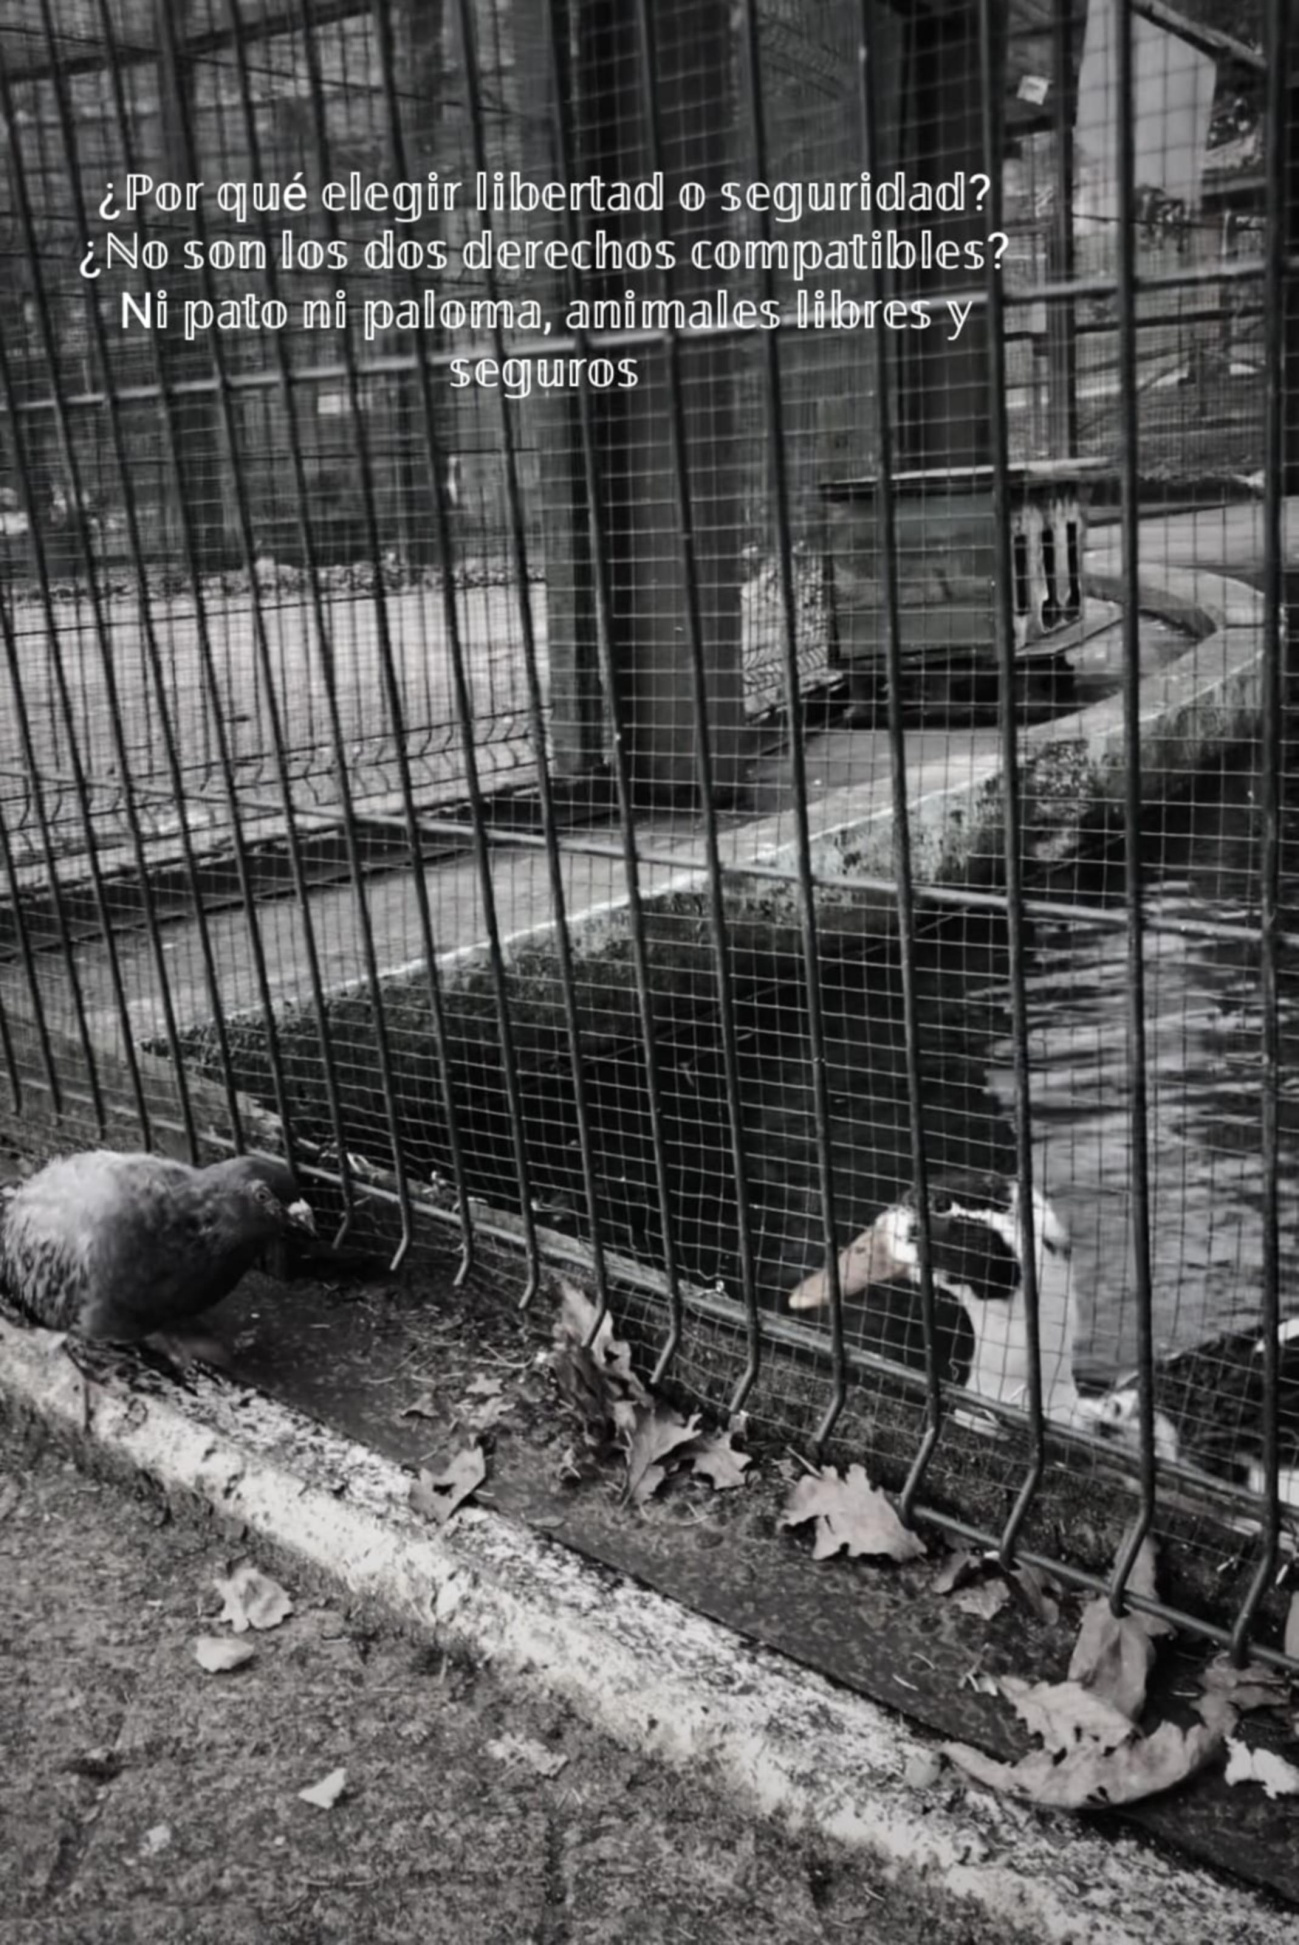 ¿Por qué elegir libertad o seguridad?
¿No son los dos derechos compatibles?
Ni pato ni paloma, animales libres y
seguros